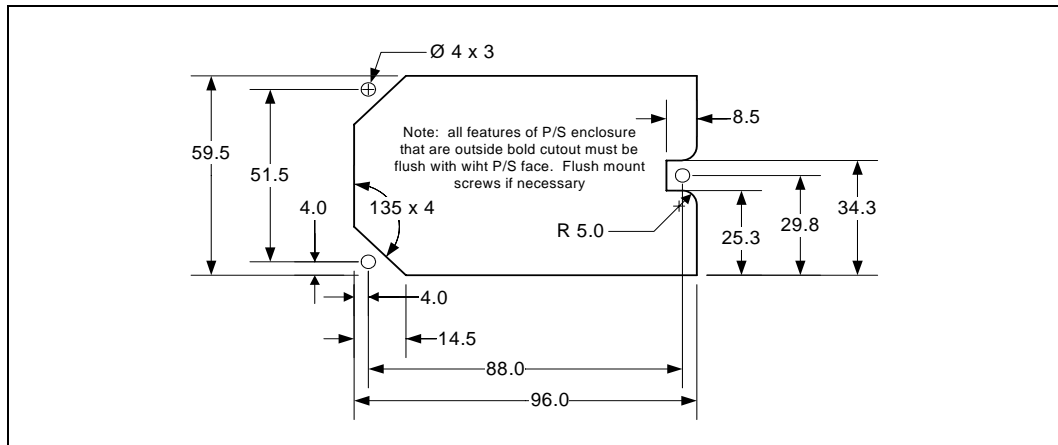 Ø 4 x 3
8.5
Note: all features of P/S enclosure
that are outside bold cutout must be
flush with wiht P/S face. Flush mount
screws if necessary
59.5
51.5
4.0
135 x 4
R 5.0
25.3
29.8
34.3
4.0
14.5
88.0
96.0